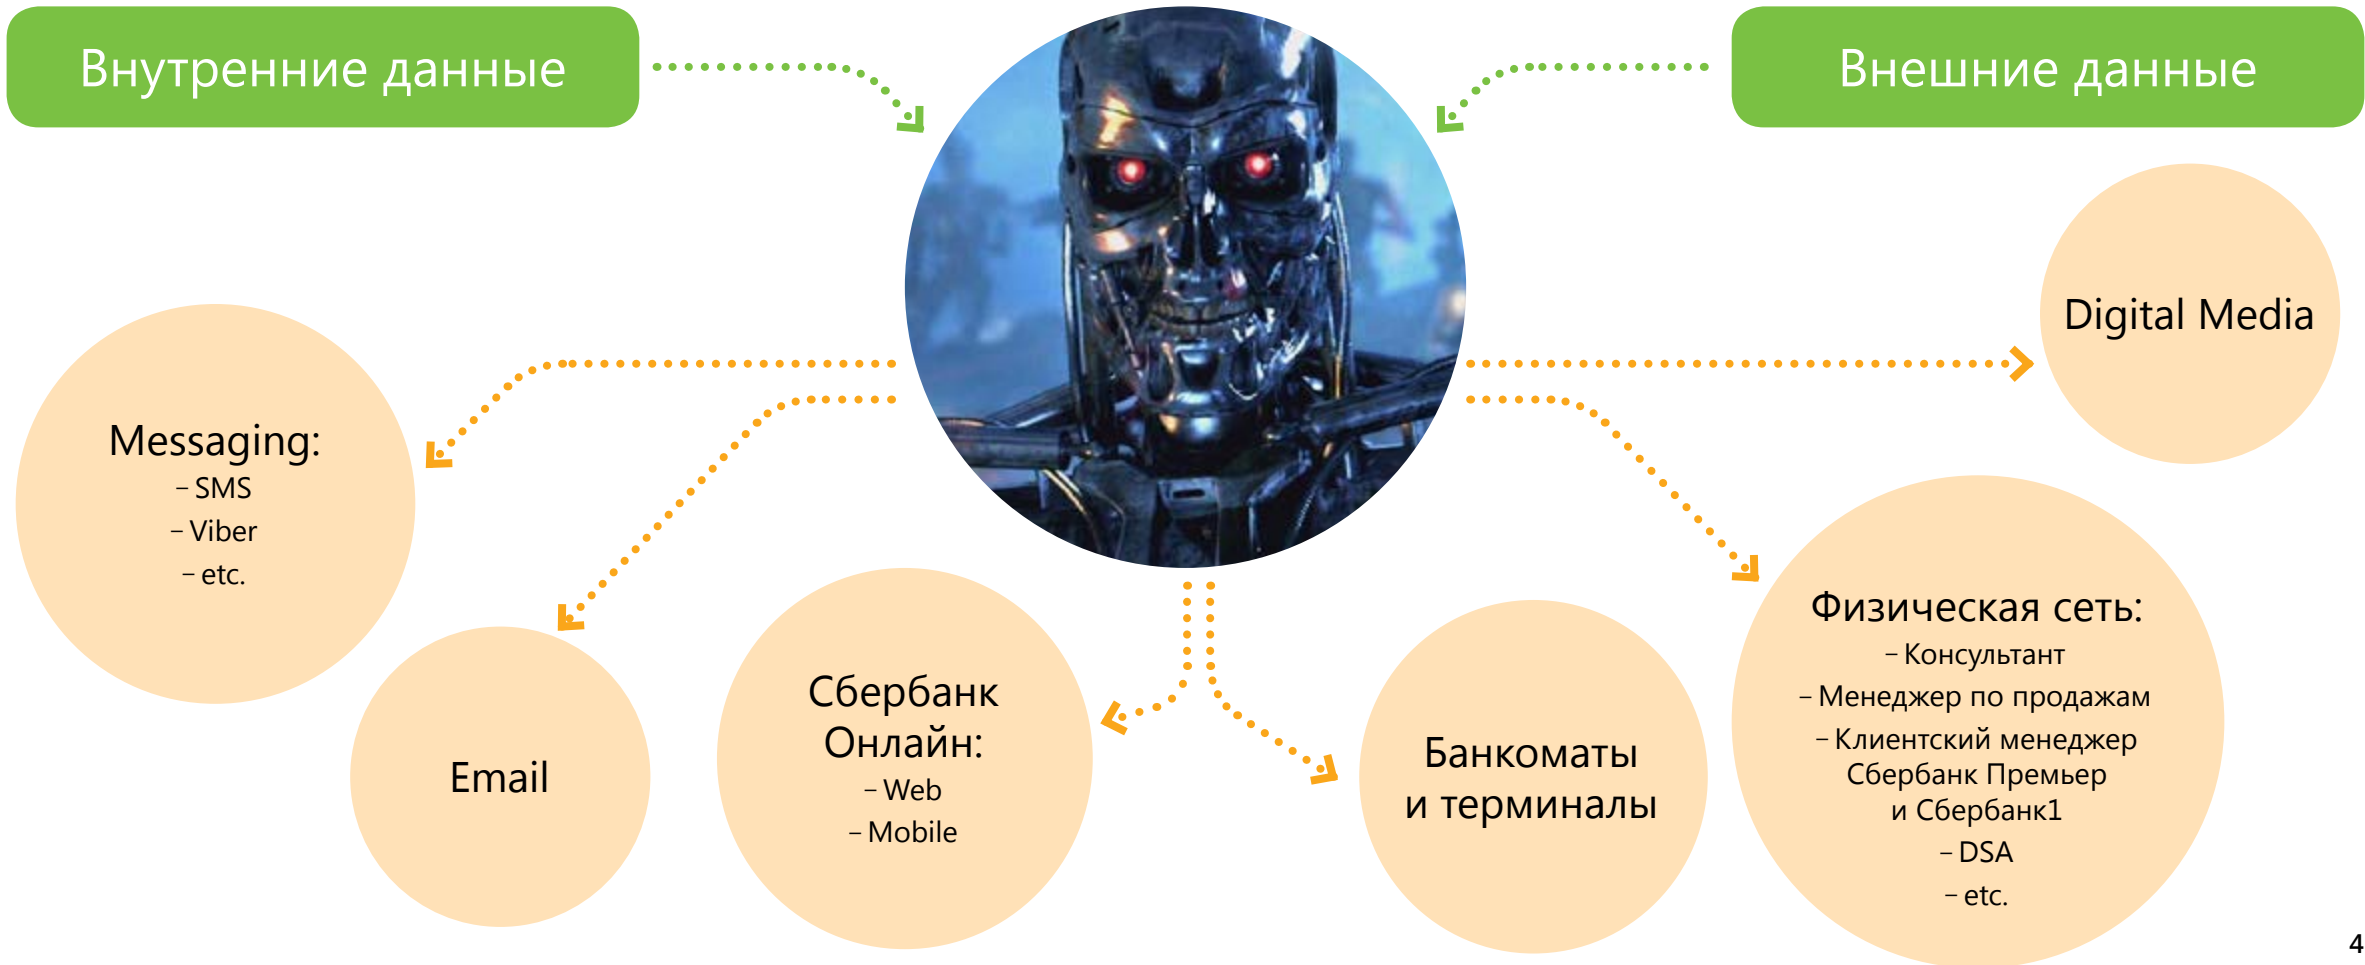 Внутренние данные
Внешние данные
Digital Media
Messaging:
– SMS
– Viber
– etc.
Физическая сеть:
– Консультант
– Менеджер по продажам
– Клиентский менеджер
Сбербанк Премьер
и Сбербанк1
– DSA
– etc.
Сбербанк
Онлайн:
– Web
– Mobile
Банкоматы
и терминалы
Email
4